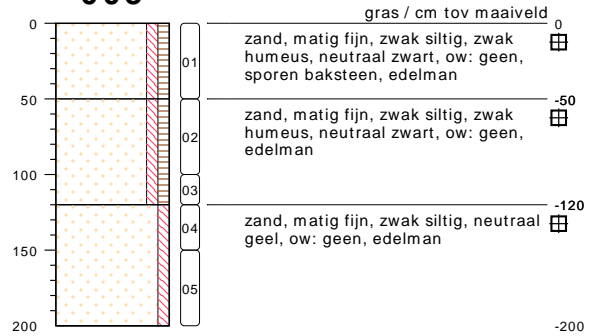 gras / cm tov maaiveld
0
0
zand, matig fijn, zwak siltig, zwak
humeus, neutraal zwart, ow: geen,
sporen baksteen, edelman
01
50
-50
zand, matig fijn, zwak siltig, zwak
humeus, neutraal zwart, ow: geen,
edelman
02
100
03
-120
zand, matig fijn, zwak siltig, neutraal
geel, ow: geen, edelman
04
150
05
200
-200